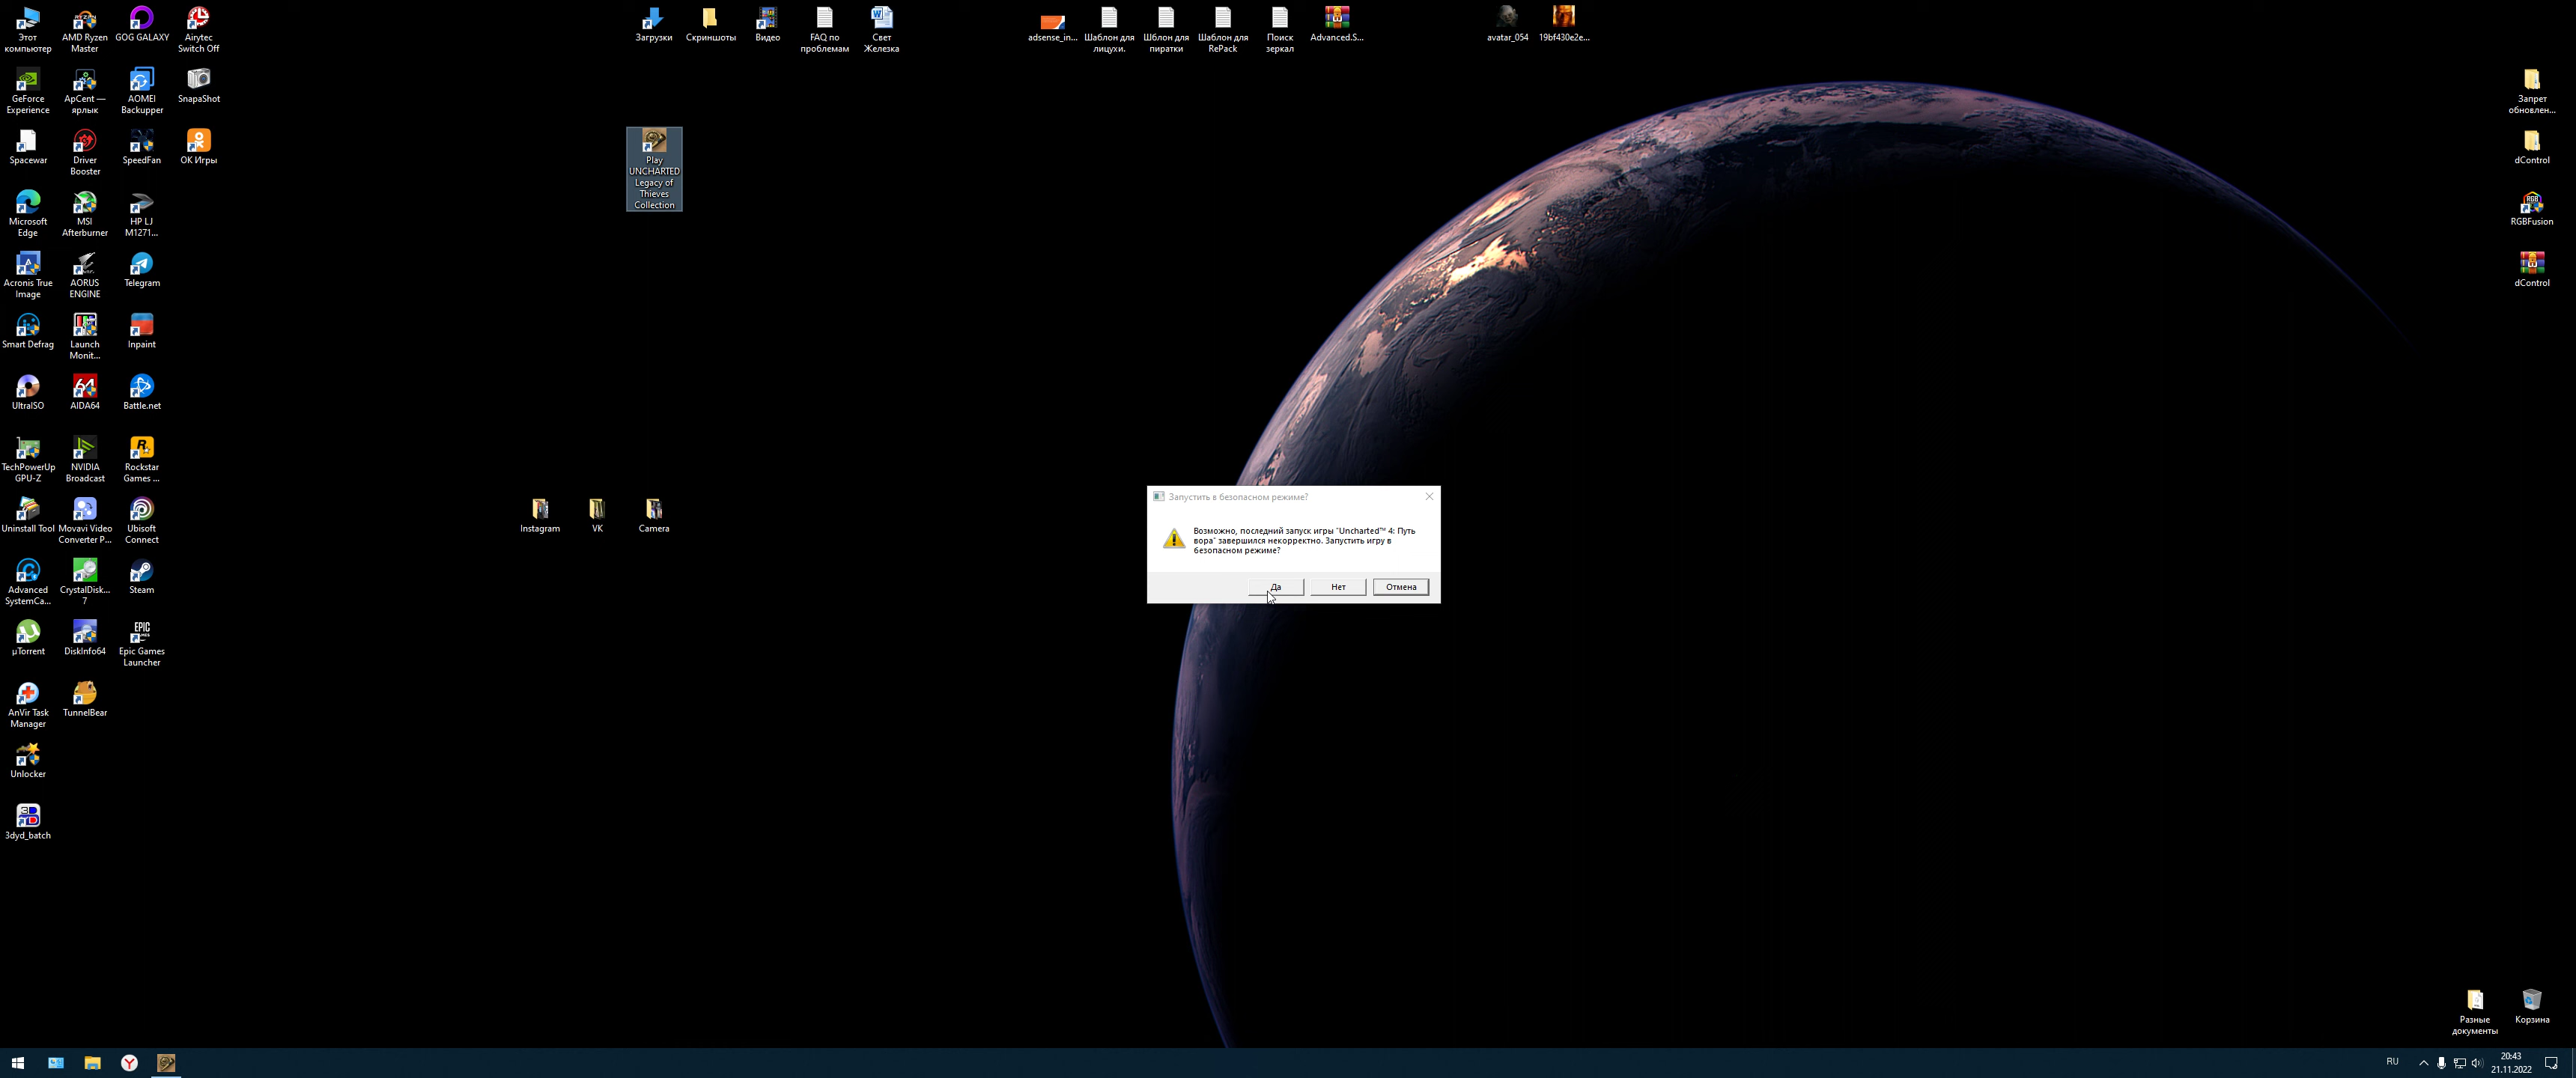 Этот
компьютер
AMD Ryzen
Master
GOG GALAXY
Airytec
Switch Off
Загрузки
Скриншоты
Видео
FAQ по
проблемам
Свет
Железка
adsense_in...
Шаблон для
лицухи.
Шблон для
пиратки
Шаблон для
RePack
Поиск
зеркал
Advanced.S...
avatar_054
19bf430e2e...
GeForce
Experience
ApCent —
ярлык
AOMEI
Backupper
SnapaShot
Запрет
обновлен...
Spacewar
Driver
Booster
SpeedFan
ОК Игры
Play
UNCHARTED
Legacy of
Thieves
Collection
dControl
Microsoft
Edge
MSI
Afterburner
HP LJ
M1271...
RGB
RGBFusion
Acronis True
Image
AORUS
ENGINE
Telegram
dControl
Smart Defrag
Launch
Monit...
Inpaint
UltraISO
64
AIDA64
Battle.net
TechPowerUp
GPU-Z
NVIDIA
Broadcast
Rockstar
Games ...
Uninstall Tool
Movavi Video
Converter P...
Ubisoft
Connect
Instagram
VK
Camera
Запустить в безопасном режиме?
Возможно, последний запуск игры "Uncharted™ 4: Путь
вора" завершился некорректно. Запустить игру в
безопасном режиме?
Да
Нет
Отмена
Advanced
SystemCa...
CrystalDisk...
7
Steam
µTorrent
DiskInfo64
EPIC
Epic Games
Launcher
AnVir Task
Manager
TunnelBear
Unlocker
3dyd_batch
Разные
документы
Корзина
RU
20:43
21.11.2022